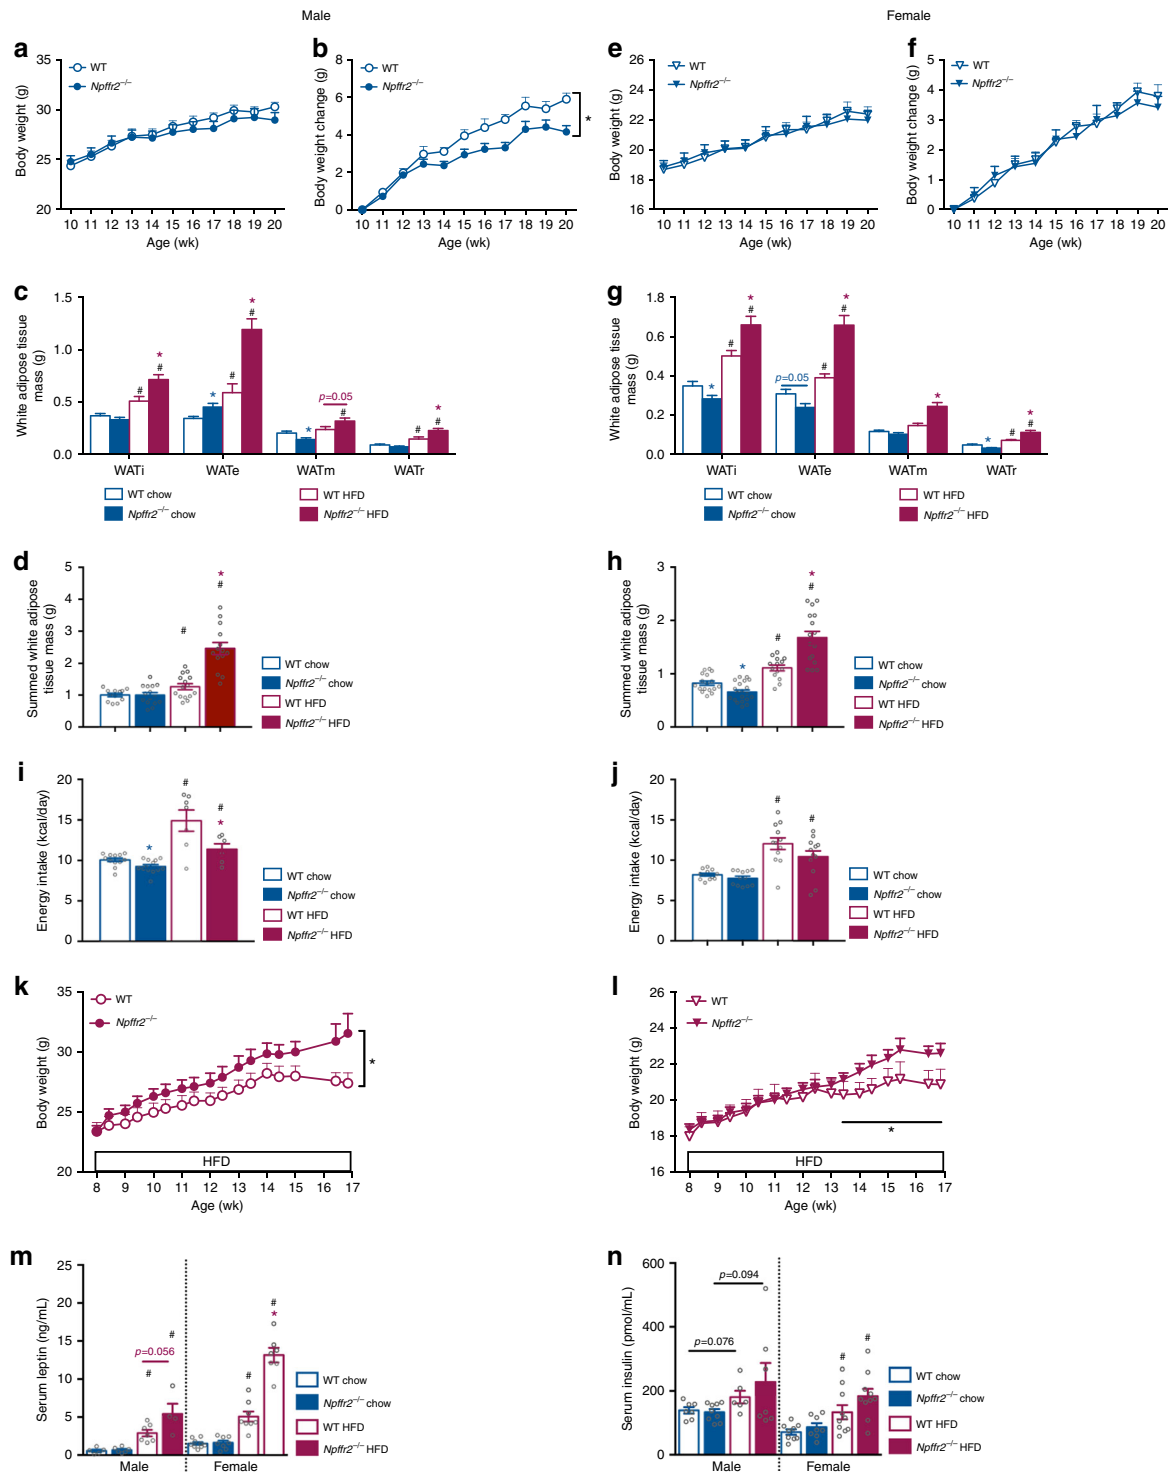 Male
Female
a
Body weight (g)
35
30
25
20
WT
Npffr2−/−
10 11 12 13 14 15 16 17 18 19 20
Age (wk)
b
Body weight change (g)
8
6
4
2
0
WT
Npffr2−/−
*
10 11 12 13 14 15 16 17 18 19 20
Age (wk)
e
Body weight (g)
26
24
22
20
18
16
WT
Npffr2−/−
10 11 12 13 14 15 16 17 18 19 20
Age (wk)
f
Body weight change (g)
5
4
3
2
1
0
WT
Npffr2−/−
10 11 12 13 14 15 16 17 18 19 20
Age (wk)
c
White adipose tissue
mass (g)
1.5
1.0
0.5
0.0
# * # * # * # * p=0.05 # # * #
WATi WATe WATm WATr
WT chow WT HFD
Npffr2−/− chow Npffr2−/− HFD
g
White adipose tissue
mass (g)
1.8
0.6
0.4
0.2
0.0
* # * # p=0.05 # * # * * # * #
WATi WATe WATm WATr
WT chow WT HFD
Npffr2−/− chow Npffr2−/− HFD
d
Summed white adipose
tissue mass (g)
5
4
3
2
1
0
# * #
WT chow
Npffr2−/− chow
WT HFD
Npffr2−/− HFD
h
Summed white adipose
tissue mass (g)
3
2
1
0
* # * #
WT chow
Npffr2−/− chow
WT HFD
Npffr2−/− HFD
i
Energy intake (kcal/day)
20
15
10
5
0
* # # *
WT chow
Npffr2−/− chow
WT HFD
Npffr2−/− HFD
j
Energy intake (kcal/day)
20
15
10
5
0
# #
WT chow
Npffr2−/− chow
WT HFD
Npffr2−/− HFD
k
Body weight (g)
35
30
25
20
WT
Npffr2−/−
*
HFD
8 9 10 11 12 13 14 15 16 17
Age (wk)
l
Body weight (g)
26
24
22
20
18
16
WT
Npffr2−/−
*
HFD
8 9 10 11 12 13 14 15 16 17
Age (wk)
m
Serum leptin (ng/mL)
25
20
15
10
5
0
p=0.056
# # # # *
Male Female
WT chow
Npffr2−/− chow
WT HFD
Npffr2−/− HFD
n
Serum insulin (pmol/mL)
600
400
200
0
p=0.094
p=0.076
# #
Male Female
WT chow
Npffr2−/− chow
WT HFD
Npffr2−/− HFD